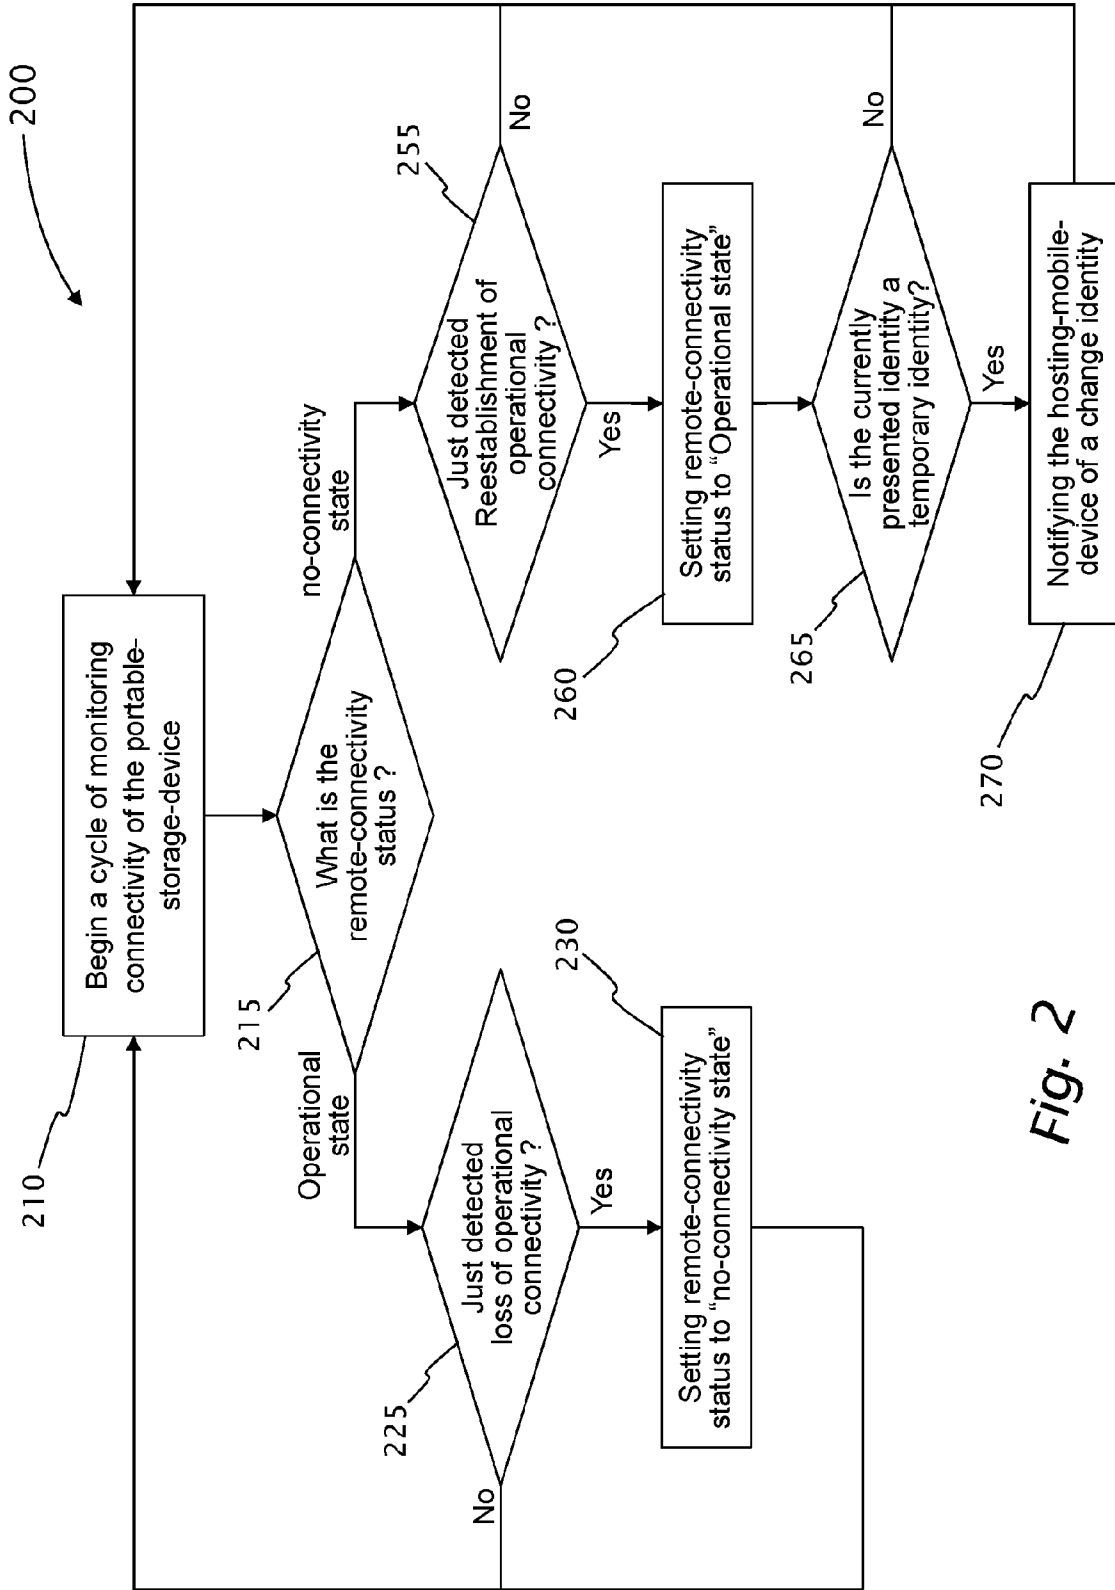 200
Begin a cycle of monitoring
connectivity of the portable-
storage-device
210
What is the
remote-connectivity
status ?
215
Operational
state
no-connectivity
state
Just detected
loss of operational
connectivity ?
225
No
Yes
Setting remote-connectivity
status to “no-connectivity state”
230
Just detected
Reestablishment of
operational
connectivity ?
255
No
Yes
Setting remote-connectivity
status to “Operational state”
260
Is the currently
presented identity a
temporary identity?
265
No
Yes
Notifying the hosting-mobile-
device of a change identity
270
Fig. 2